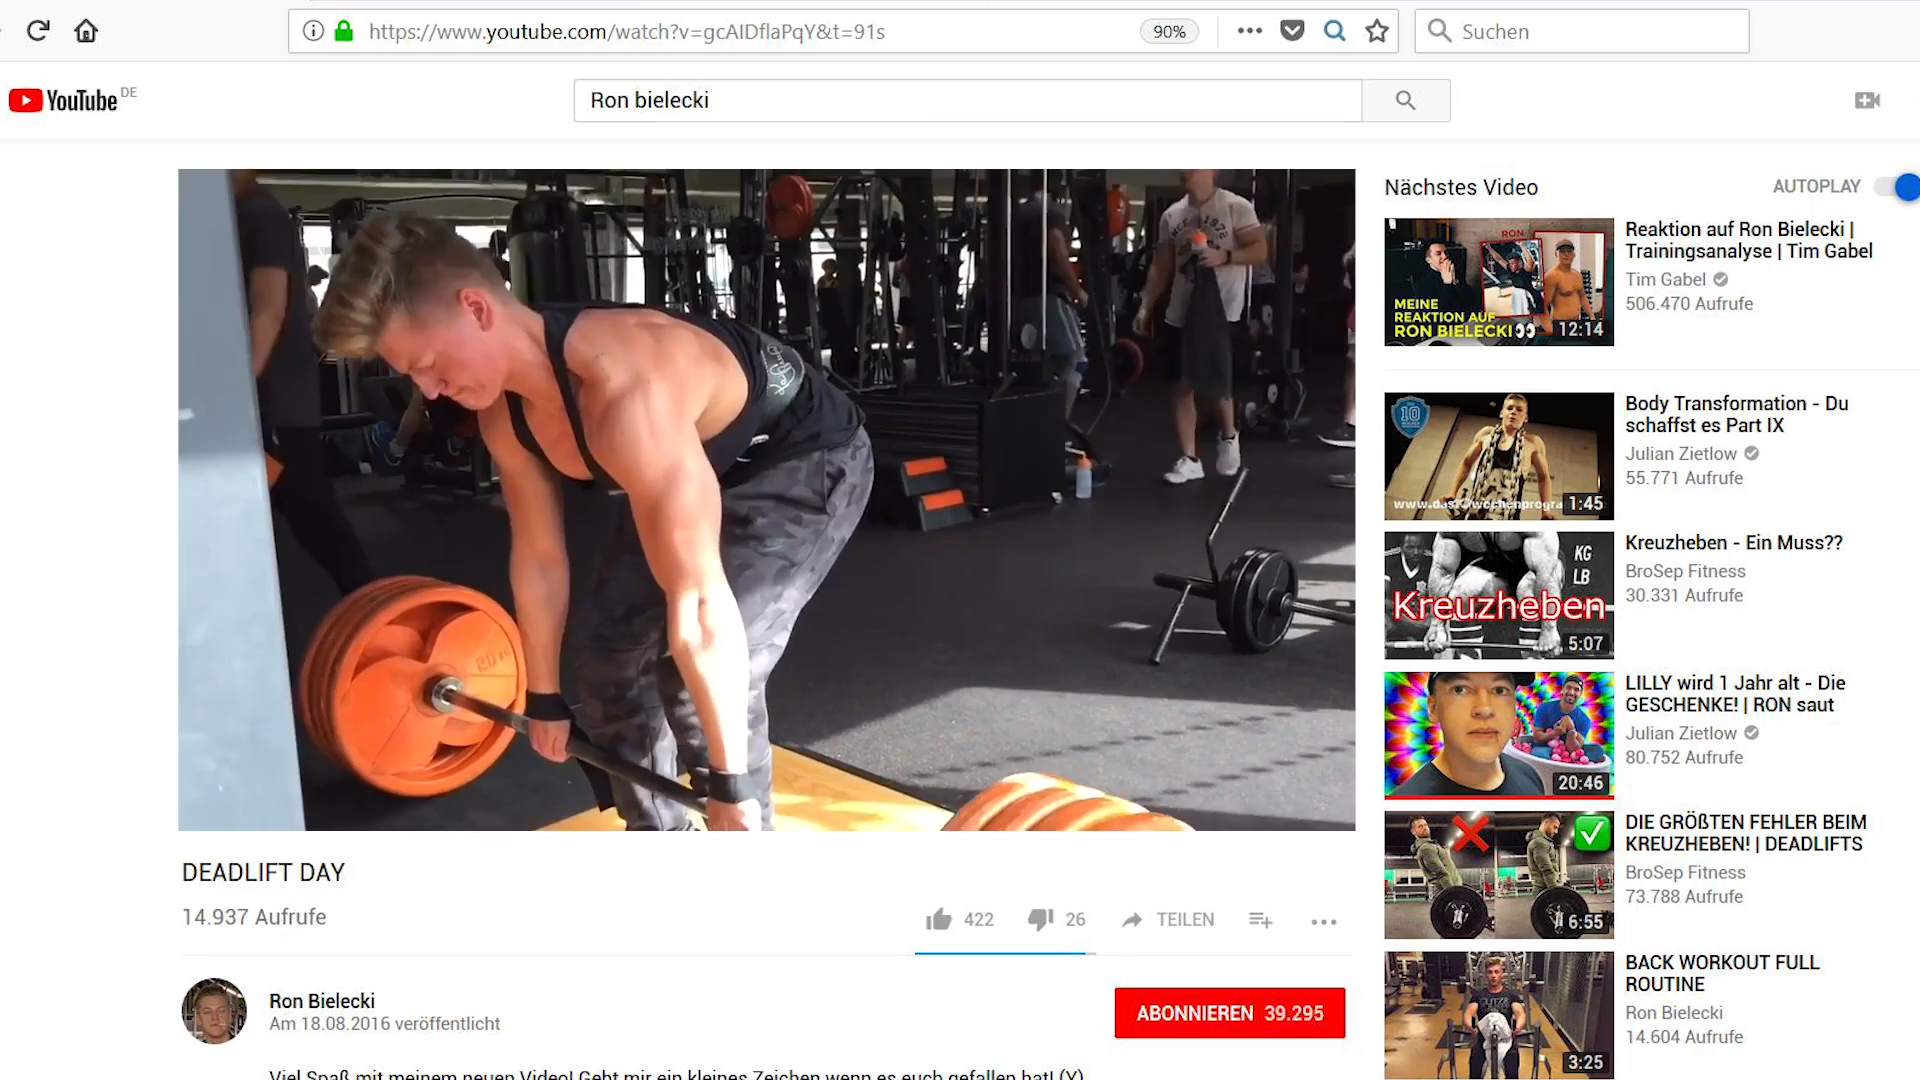 https://www.youtube.com/watch?v=gcAIDflaPqY&t=91s
90%
Suchen
YouTube DE
Ron bielecki
20 KG
Nächstes Video
AUTOPLAY
RON
MEINE
REAKTION AUF
RON BIELECKI
12:14
Reaktion auf Ron Bielecki |
Trainingsanalyse | Tim Gabel
Tim Gabel
506.470 Aufrufe
10
1:45
Body Transformation - Du
schaffst es Part IX
Julian Zietlow
55.771 Aufrufe
KG
LB
Kreuzheben
5:07
Kreuzheben - Ein Muss??
BroSep Fitness
30.331 Aufrufe
20:46
LILLY wird 1 Jahr alt - Die
GESCHENKE! | RON saut
Julian Zietlow
80.752 Aufrufe
6:55
DIE GRÖßTEN FEHLER BEIM
KREUZHEBEN! | DEADLIFTS
BroSep Fitness
73.788 Aufrufe
3:25
BACK WORKOUT FULL
ROUTINE
Ron Bielecki
14.604 Aufrufe
DEADLIFT DAY
14.937 Aufrufe
422
26
TEILEN
Ron Bielecki
Am 18.08.2016 veröffentlicht
ABONNIEREN 39.295
Viel Spaß mit meinem neuen Video! Gebt mir ein kleines Zeichen wenn es euch gefallen hat! (Y)